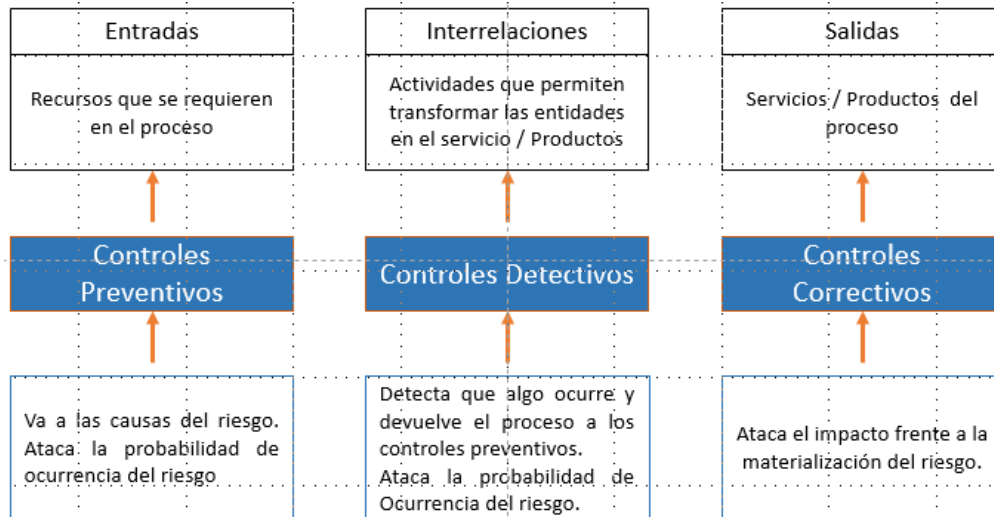 Entradas
Interrelaciones
Salidas
Recursos que se requieren
en el proceso
Actividades que permiten
transformar las entidades
en el servicio / Productos
Servicios / Productos del
proceso
Controles
Preventivos
Controles Detectivos
Controles
Correctivos
Va a las causas del riesgo.
Ataca la probabilidad de
ocurrencia del riesgo
Detecta que algo ocurre y
devuelve el proceso a los
controles preventivos.
Ataca la probabilidad de
Ocurrencia del riesgo.
Ataca el impacto frente a la
materialización del riesgo.